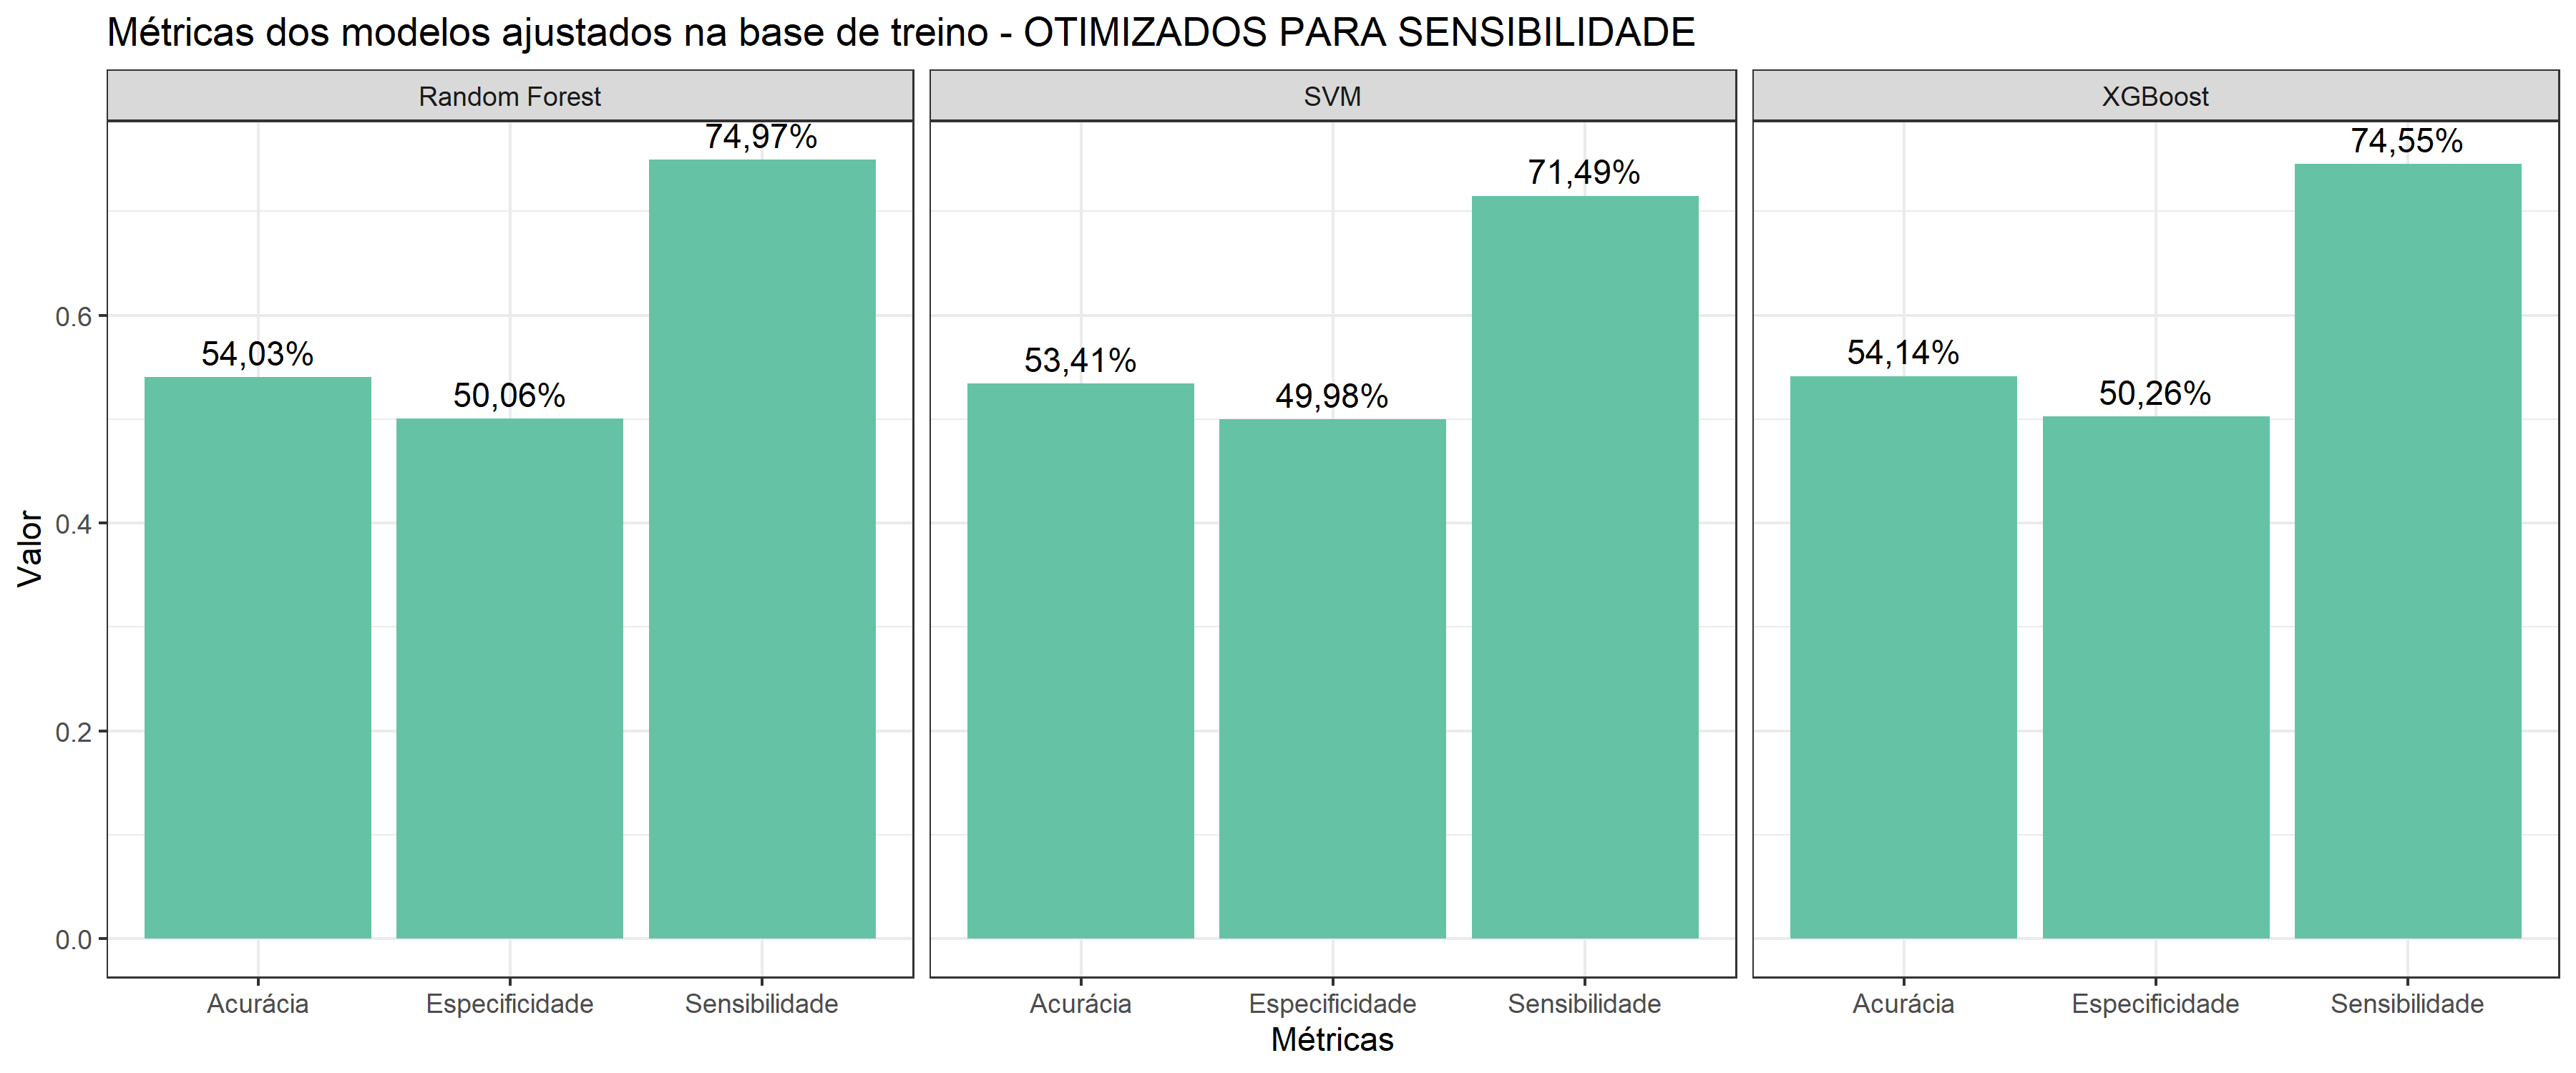 Métricas dos modelos ajustados na base de treino - OTIMIZADOS PARA SENSIBILIDADE
Random Forest
SVM
XGBoost
74,97%
54,03%
50,06%
71,49%
53,41%
49,98%
74,55%
54,14%
50,26%
Valor
0.6
0.4
0.2
0.0
Acurácia
Especificidade
Sensibilidade
Acurácia
Especificidade
Sensibilidade
Acurácia
Especificidade
Sensibilidade
Métricas